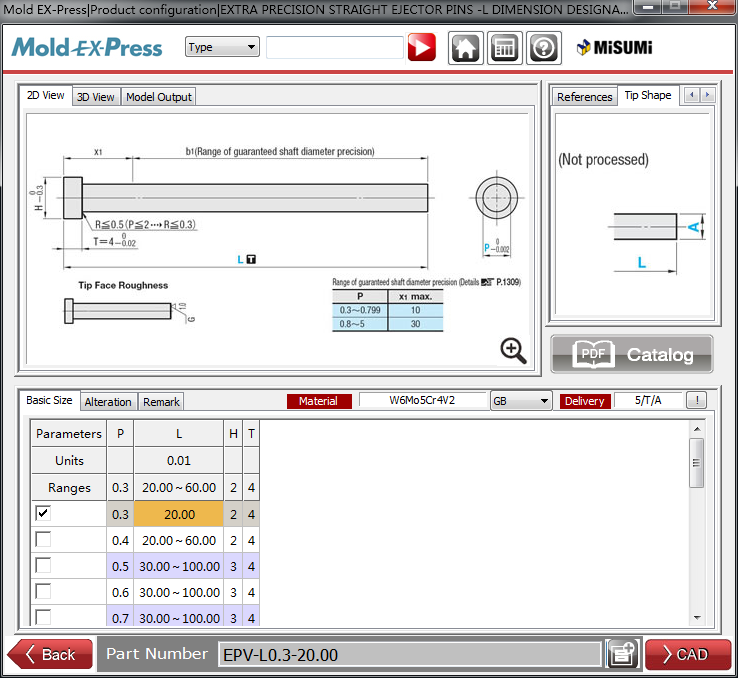 Mold EX-Press|Product configuration|EXTRA PRECISION STRAIGHT EJECTOR PINS -L DIMENSION DESIGNA...
Mold EX-Press
Type
MiSUMi
2D View 3D View Model Output
References Tip Shape
x1
b1(Range of guaranteed shaft diameter precision)
H 0 -0.3
R≦0.5 (P≦2⋯→R≦0.3)
T=4 0 -0.02
L T
P 0 -0.002
Tip Face Roughness
1.0
G
Range of guaranteed shaft diameter precision (Details P.1309)
P x1 max.
0.3~0.799 10
0.8~5 30
(Not processed)
A
L
PDF Catalog
Basic Size Alteration Remark
Material W6Mo5Cr4V2 GB Delivery 5/T/A !
Parameters P L H T
Units 0.01
Ranges 0.3 20.00 ~ 60.00 2 4
0.3 20.00 2 4
0.4 20.00 ~ 60.00 2 4
0.5 30.00 ~ 100.00 3 4
0.6 30.00 ~ 100.00 3 4
0.7 30.00 ~ 100.00 3 4
Back
Part Number EPV-L0.3-20.00
CAD